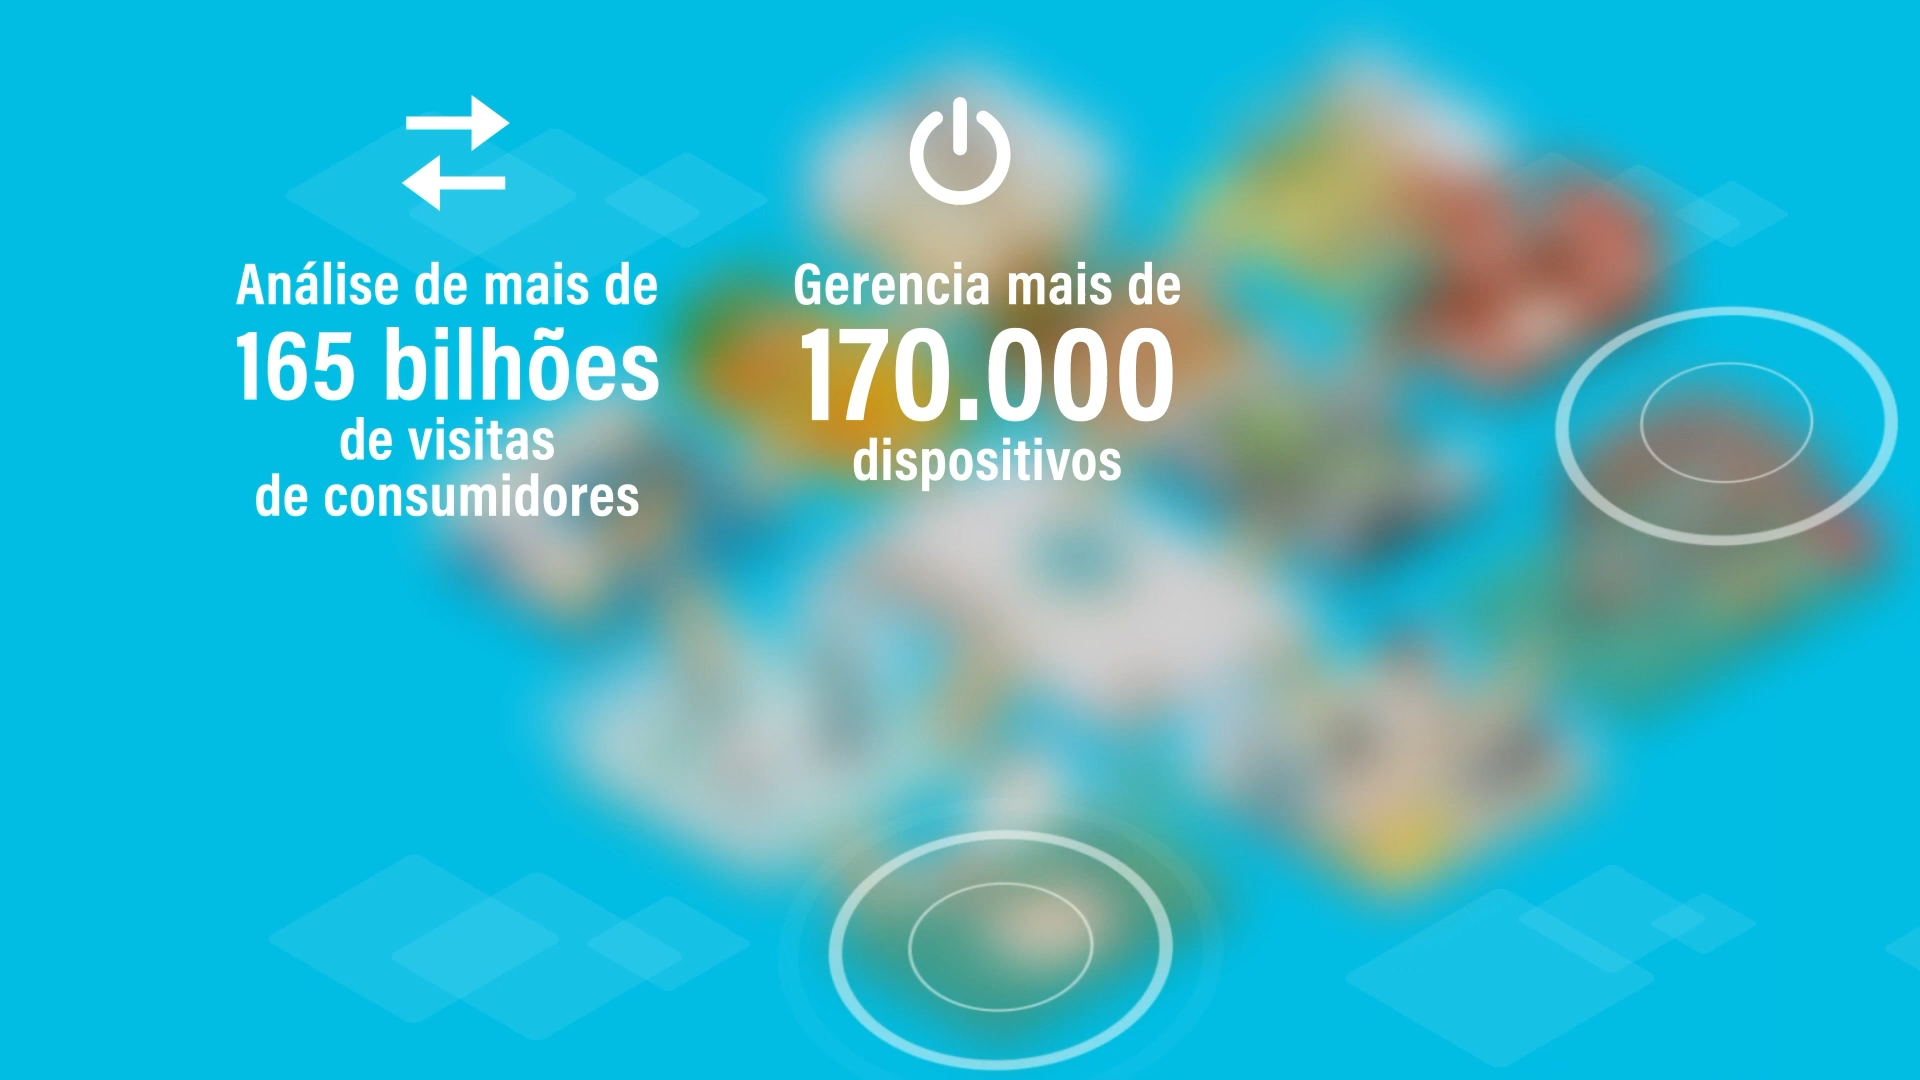 Análise de mais de
165 bilhões
de visitas
de consumidores
Gerencia mais de
170.000
dispositivos